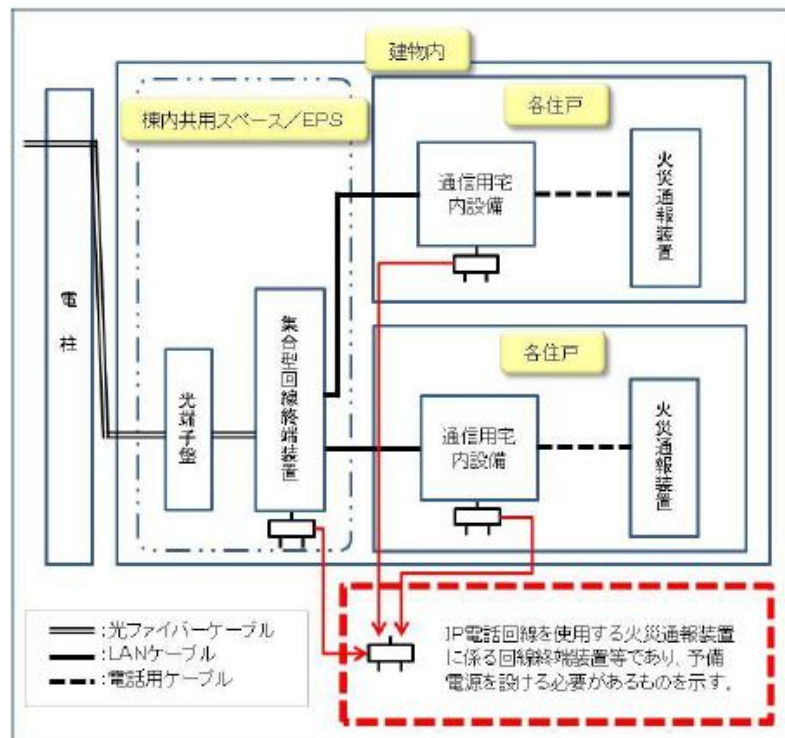 建物内
棟内共用スペース／EPS
各住戸
通信用宅
内設備
火災通報装置
電柱
集合型回線終端装置
光端子盤
各住戸
通信用宅
内設備
火災通報装置
:光ファイバーケーブル
:LANケーブル
:電話用ケーブル
IP電話回線を使用する火災通報装置
に係る回線終端装置等であり、予備
電源を設ける必要があるものを示す。